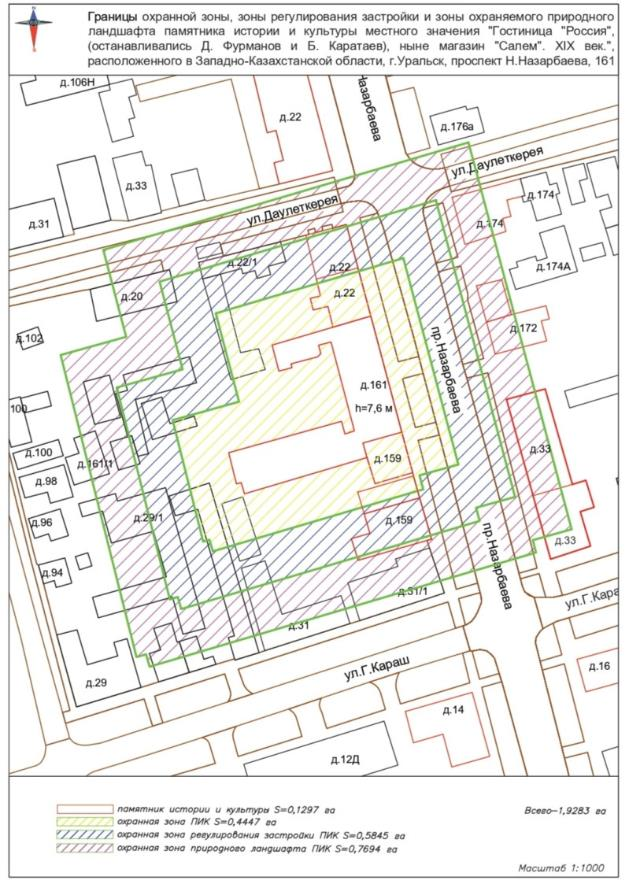 Границы охранной зоны, зоны регулирования застройки и зоны охраняемого природного
ландшафта памятника истории и культуры местного значения "Гостиница "Россия",
(останавливались Д. Фурманов и Б. Каратаев), ныне магазин "Салем". XIX век.",
расположенного в Западно-Казахстанской области, г.Уральск, проспект Н.Назарбаева, 161
д.106Н
д.22
Назарбаева
д.176а
ул.Даулеткерея
д.33
д.174
ул.Даулеткерея
д.31
д.174
д.22/1
д.22
д.174А
д.20
д.22
д.102
д.172
пр.Назарбаева
д.161
h=7,6 м
100
д.33
д.100
д.161/1
д.159
д.98
д.29/1
д.159
д.96
пр.Назарбаева
д.33
д.94
д.31/1
ул.Г.Кара
д.31
ул.Г.Караш
д.16
д.29
д.14
д.12Д
памятник истории и культуры S=0,1297 га
Всего-1,9283 га
охранная зона ПИК S=0,4447 га
охранная зона регулирования застройки ПИК S=0,5845 га
охранная зона природного ландшафта ПИК S=0,7694 га
Масштаб 1:1000